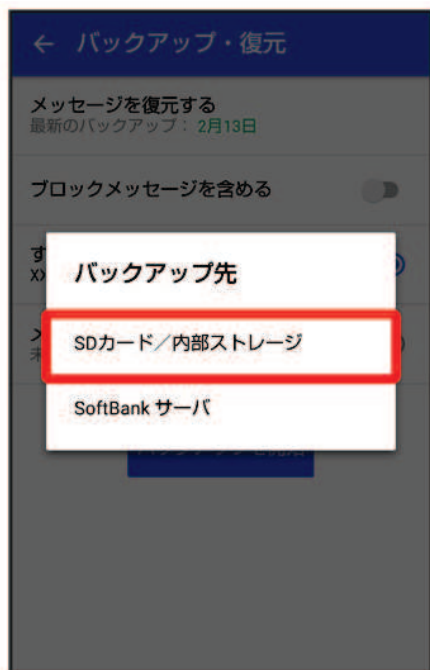 ← バックアップ・復元
メッセージを復元する
最新のバックアップ： 2月13日
ブロックメッセージを含める
す
XX
バックアップ先
SDカード／内部ストレージ
SoftBank サーバ